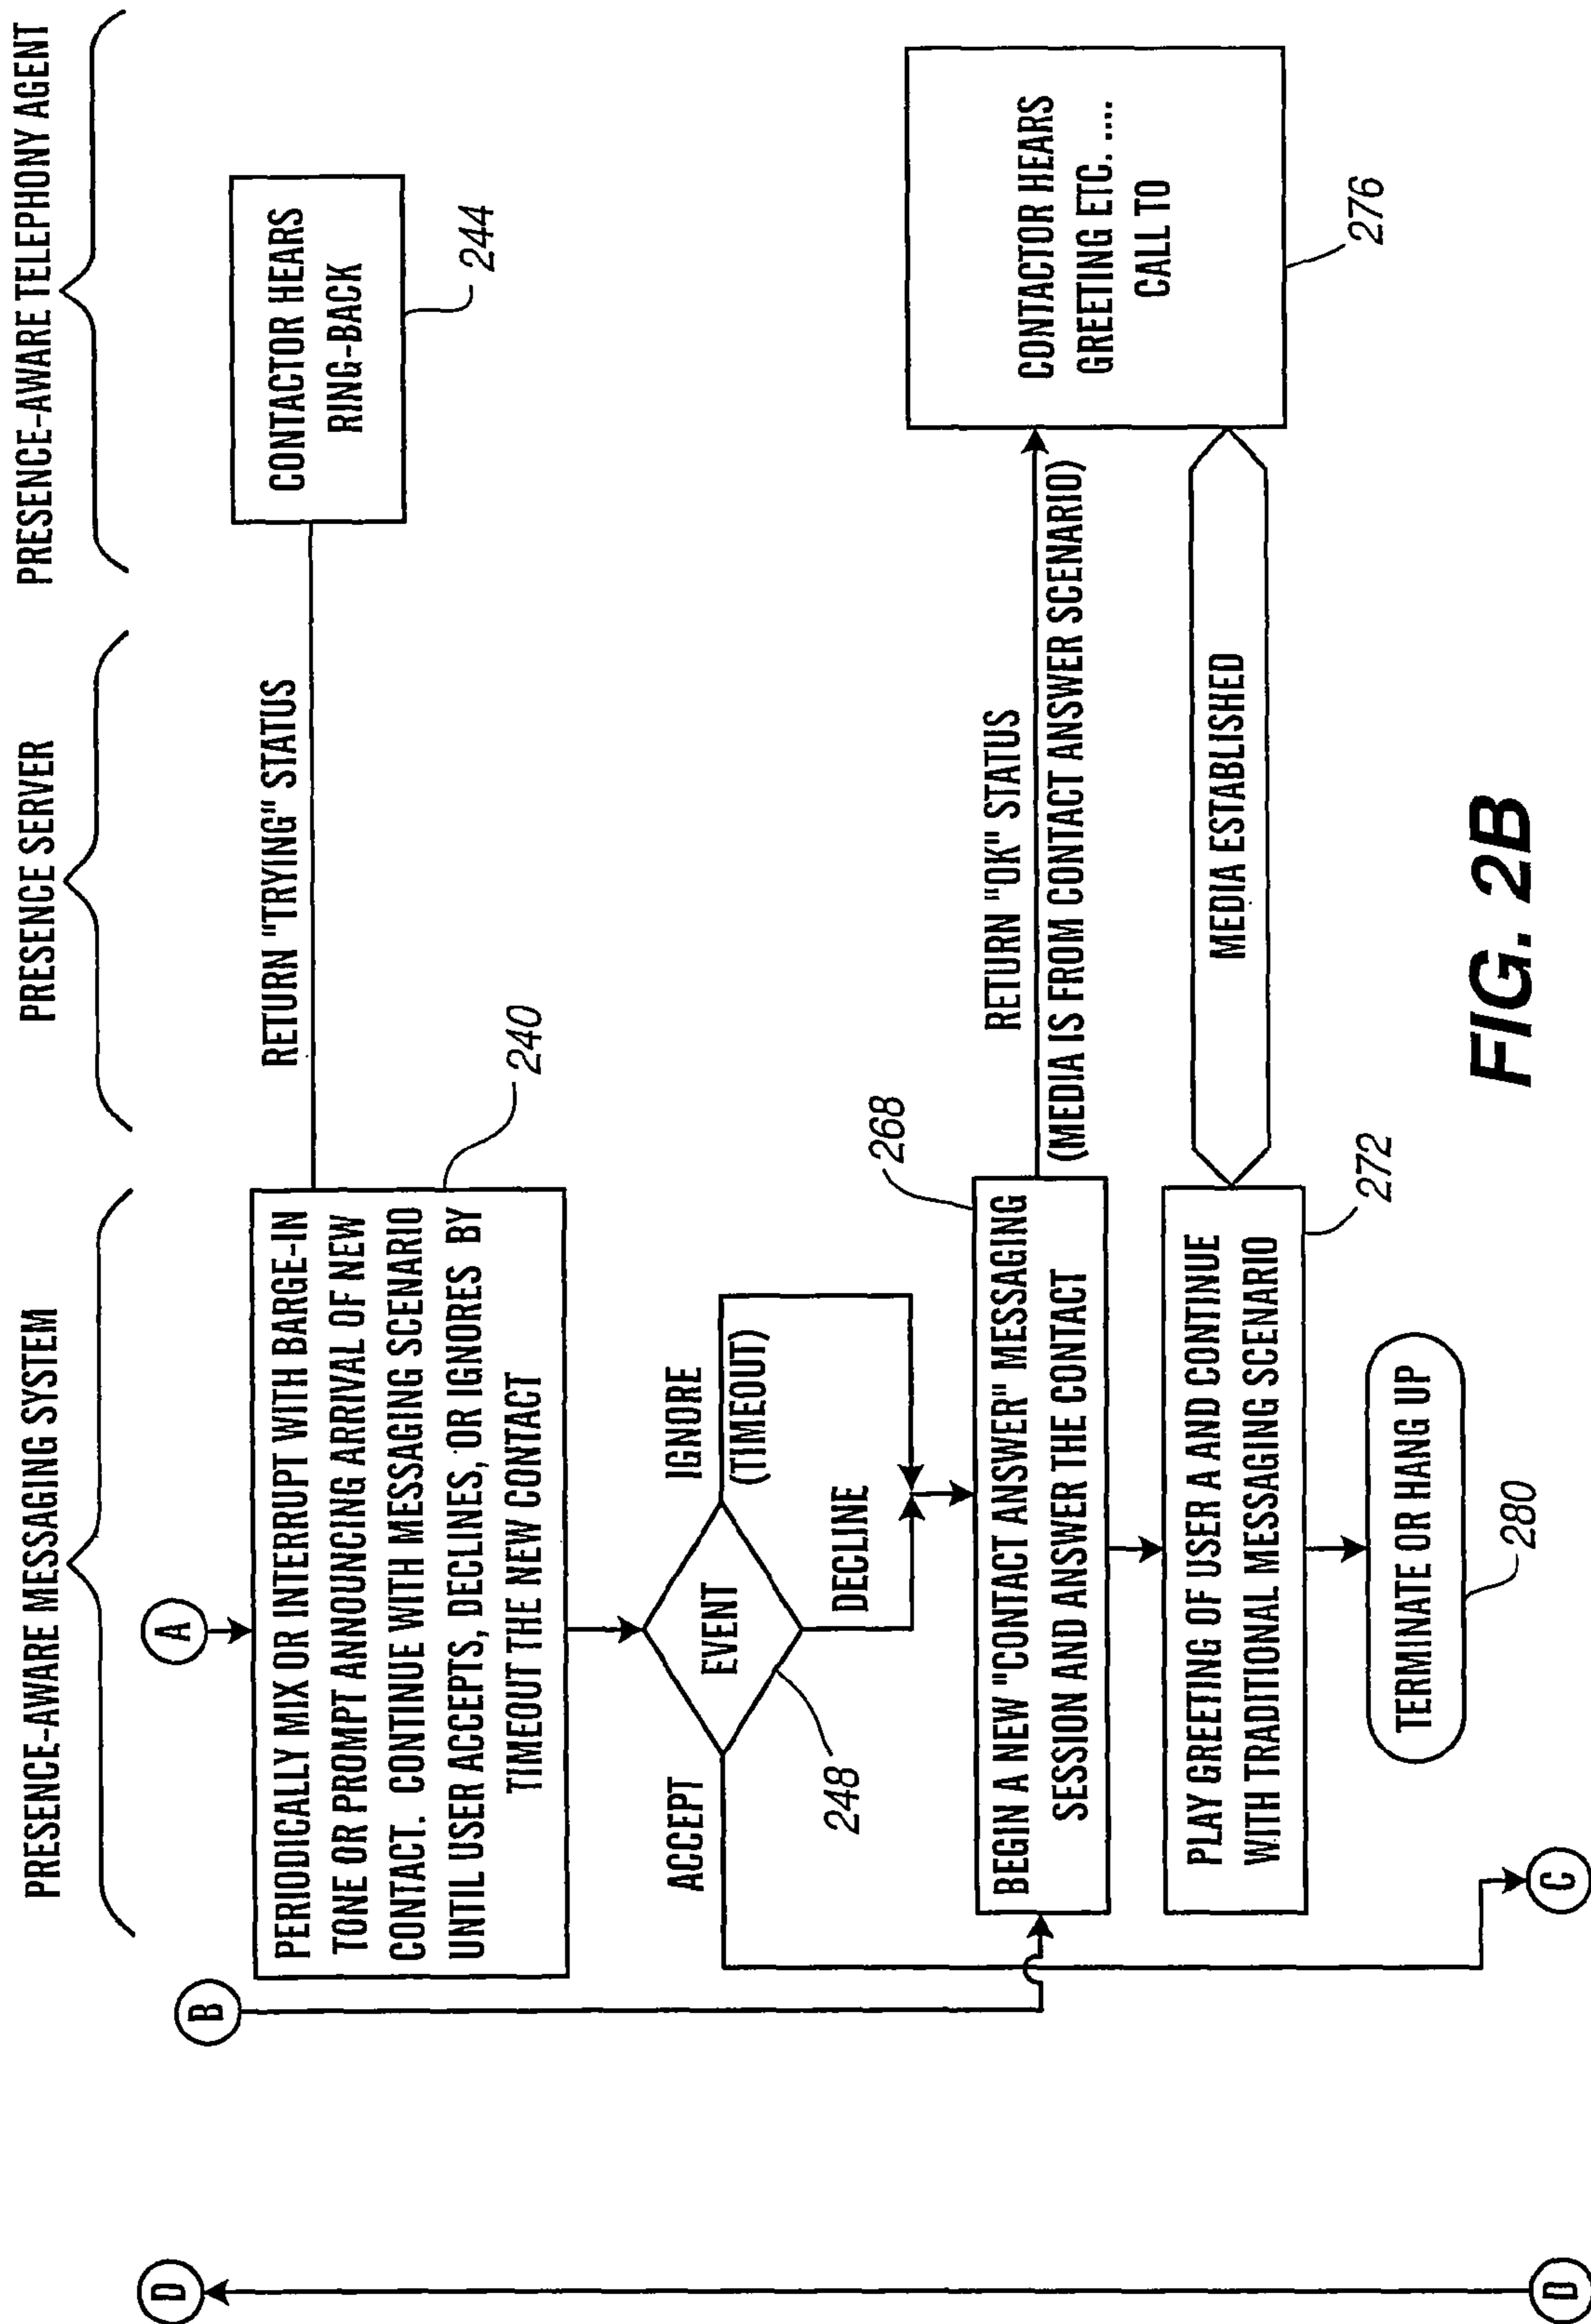 PRESENCE-AWARE MESSAGING SYSTEM
PRESENCE SERVER
PRESENCE-AWARE TELEPHONY AGENT
D
B
A
PERIODICALLY MIX OR INTERRUPT WITH BARGE-IN
TONE OR PROMPT ANNOUNCING ARRIVAL OF NEW
CONTACT. CONTINUE WITH MESSAGING SCENARIO
UNTIL USER ACCEPTS, DECLINES, OR IGNORES BY
TIMEOUT THE NEW CONTACT
240
RETURN "TRYING" STATUS
CONTACTOR HEARS
RING-BACK
244
ACCEPT
EVENT
248
IGNORE
(TIMEOUT)
DECLINE
BEGIN A NEW "CONTACT ANSWER" MESSAGING
SESSION AND ANSWER THE CONTACT
268
RETURN "OK" STATUS
(MEDIA IS FROM CONTACT ANSWER SCENARIO)
CONTACTOR HEARS
GREETING ETC. ....
CALL TO
276
PLAY GREETING OF USER A AND CONTINUE
WITH TRADITIONAL MESSAGING SCENARIO
272
MEDIA ESTABLISHED
TERMINATE OR HANG UP
280
D
C
FIG. 2B